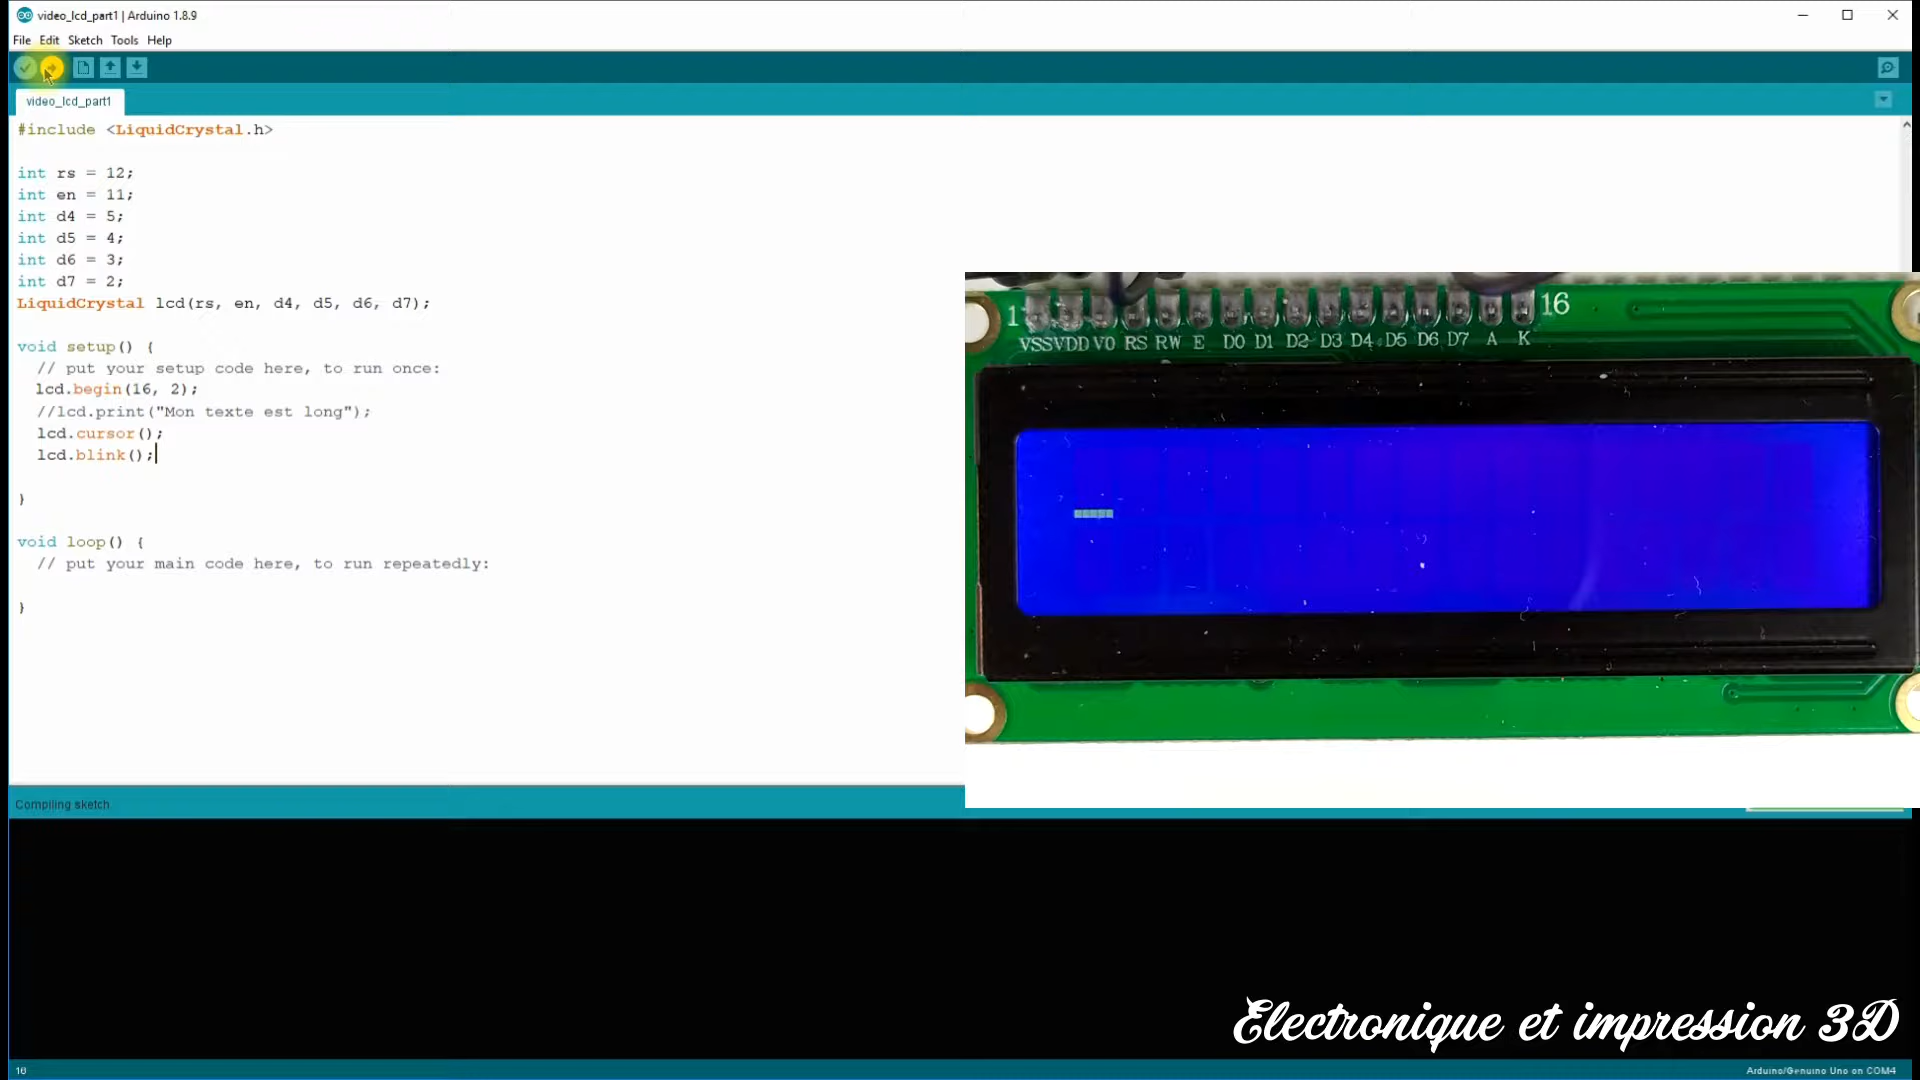 video_lcd_part1 | Arduino 1.8.9
File Edit Sketch Tools Help
video_lcd_part1
#include <LiquidCrystal.h>
int rs = 12;
int en = 11;
int d4 = 5;
int d5 = 4;
int d6 = 3;
int d7 = 2;
LiquidCrystal lcd(rs, en, d4, d5, d6, d7);
void setup() {
// put your setup code here, to run once:
lcd.begin(16, 2);
//lcd.print("Mon texte est long");
lcd.cursor();
lcd.blink();
}
void loop() {
// put your main code here, to run repeatedly:
}
1 16
VSS VDD V0 RS RW E D0 D1 D2 D3 D4 D5 D6 D7 A K
Compiling sketch
Electronique et impression 3D
16 Arduino/Genuino Uno on COM4